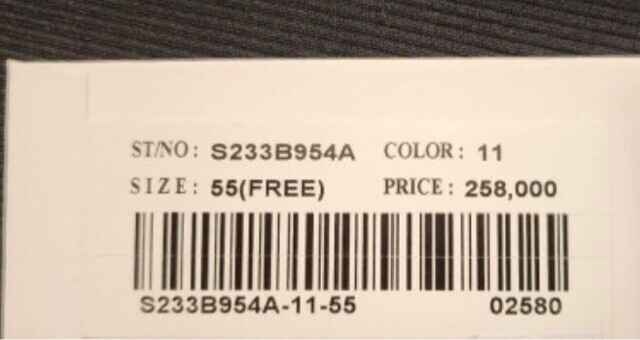 ST/NO: S233B954A COLOR: 11
SIZE: 55(FREE) PRICE: 258,000
S233B954A-11-55 02580